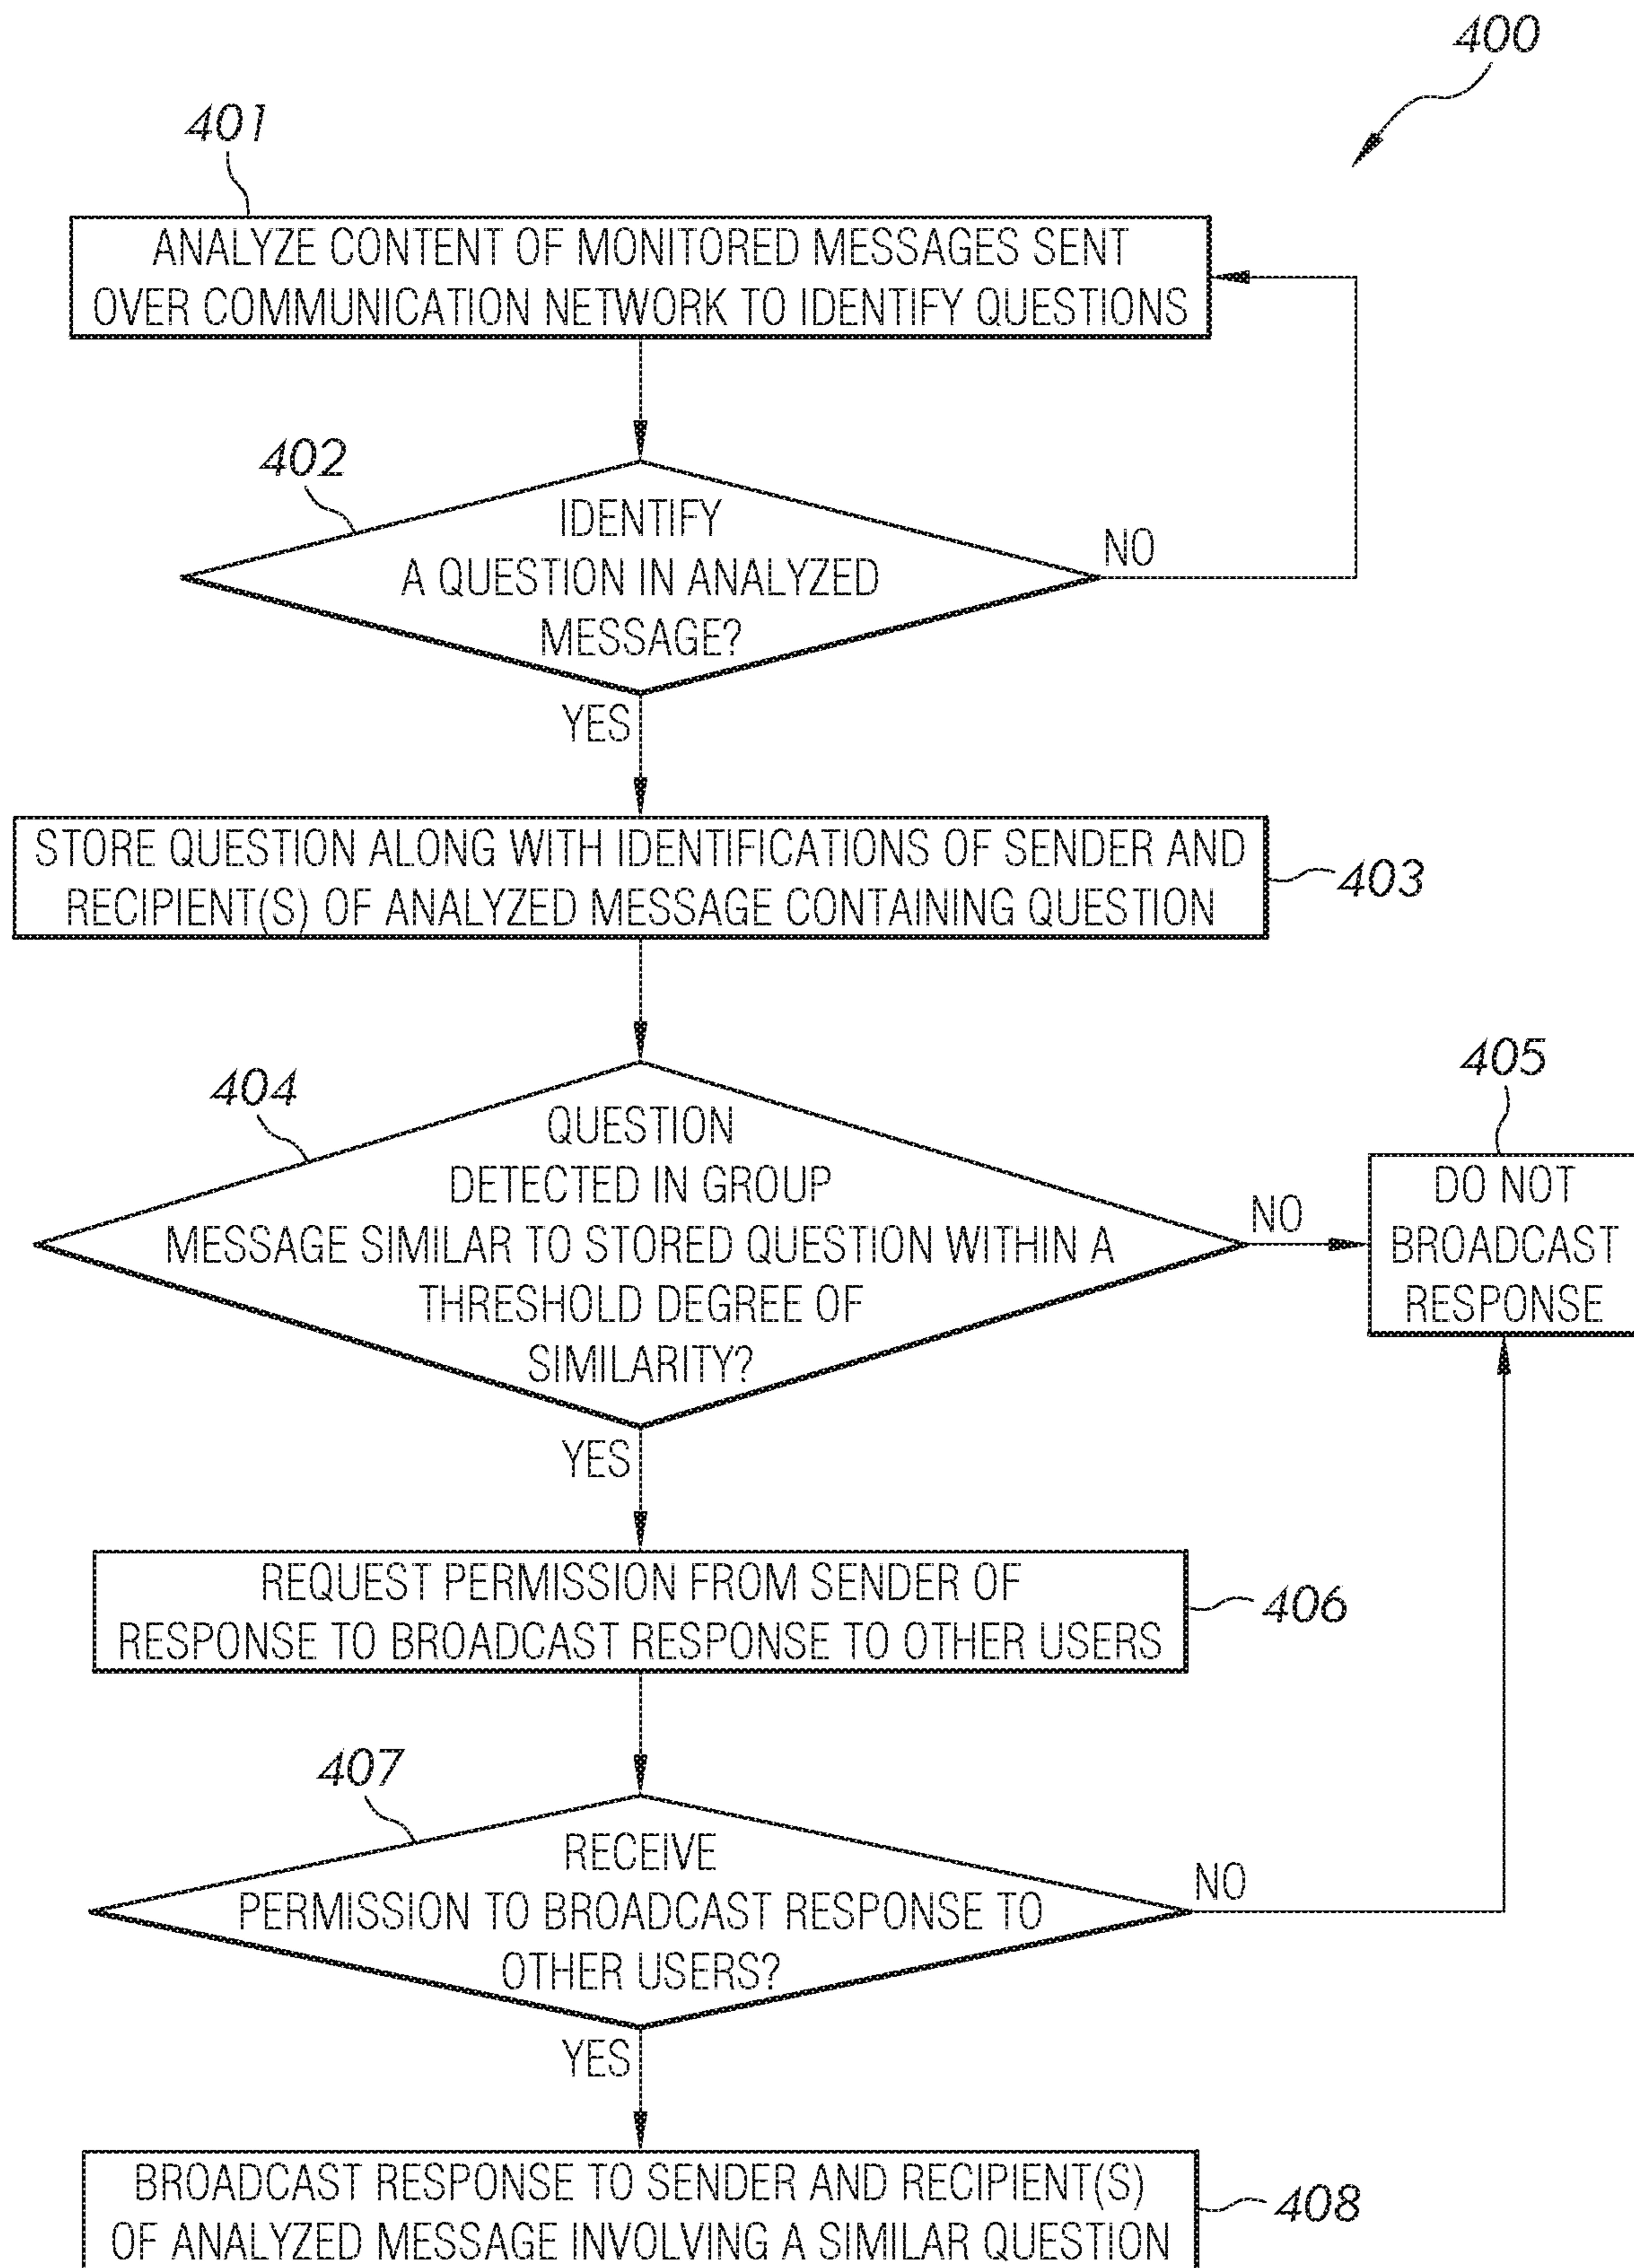 400
401
ANALYZE CONTENT OF MONITORED MESSAGES SENT
OVER COMMUNICATION NETWORK TO IDENTIFY QUESTIONS
402
IDENTIFY
A QUESTION IN ANALYZED
MESSAGE?
NO
YES
STORE QUESTION ALONG WITH IDENTIFICATIONS OF SENDER AND
RECIPIENT(S) OF ANALYZED MESSAGE CONTAINING QUESTION
403
404
QUESTION
DETECTED IN GROUP
MESSAGE SIMILAR TO STORED QUESTION WITHIN A
THRESHOLD DEGREE OF
SIMILARITY?
NO
405
DO NOT
BROADCAST
RESPONSE
YES
REQUEST PERMISSION FROM SENDER OF
RESPONSE TO BROADCAST RESPONSE TO OTHER USERS
406
407
RECEIVE
PERMISSION TO BROADCAST RESPONSE TO
OTHER USERS?
NO
YES
BROADCAST RESPONSE TO SENDER AND RECIPIENT(S)
OF ANALYZED MESSAGE INVOLVING A SIMILAR QUESTION
408